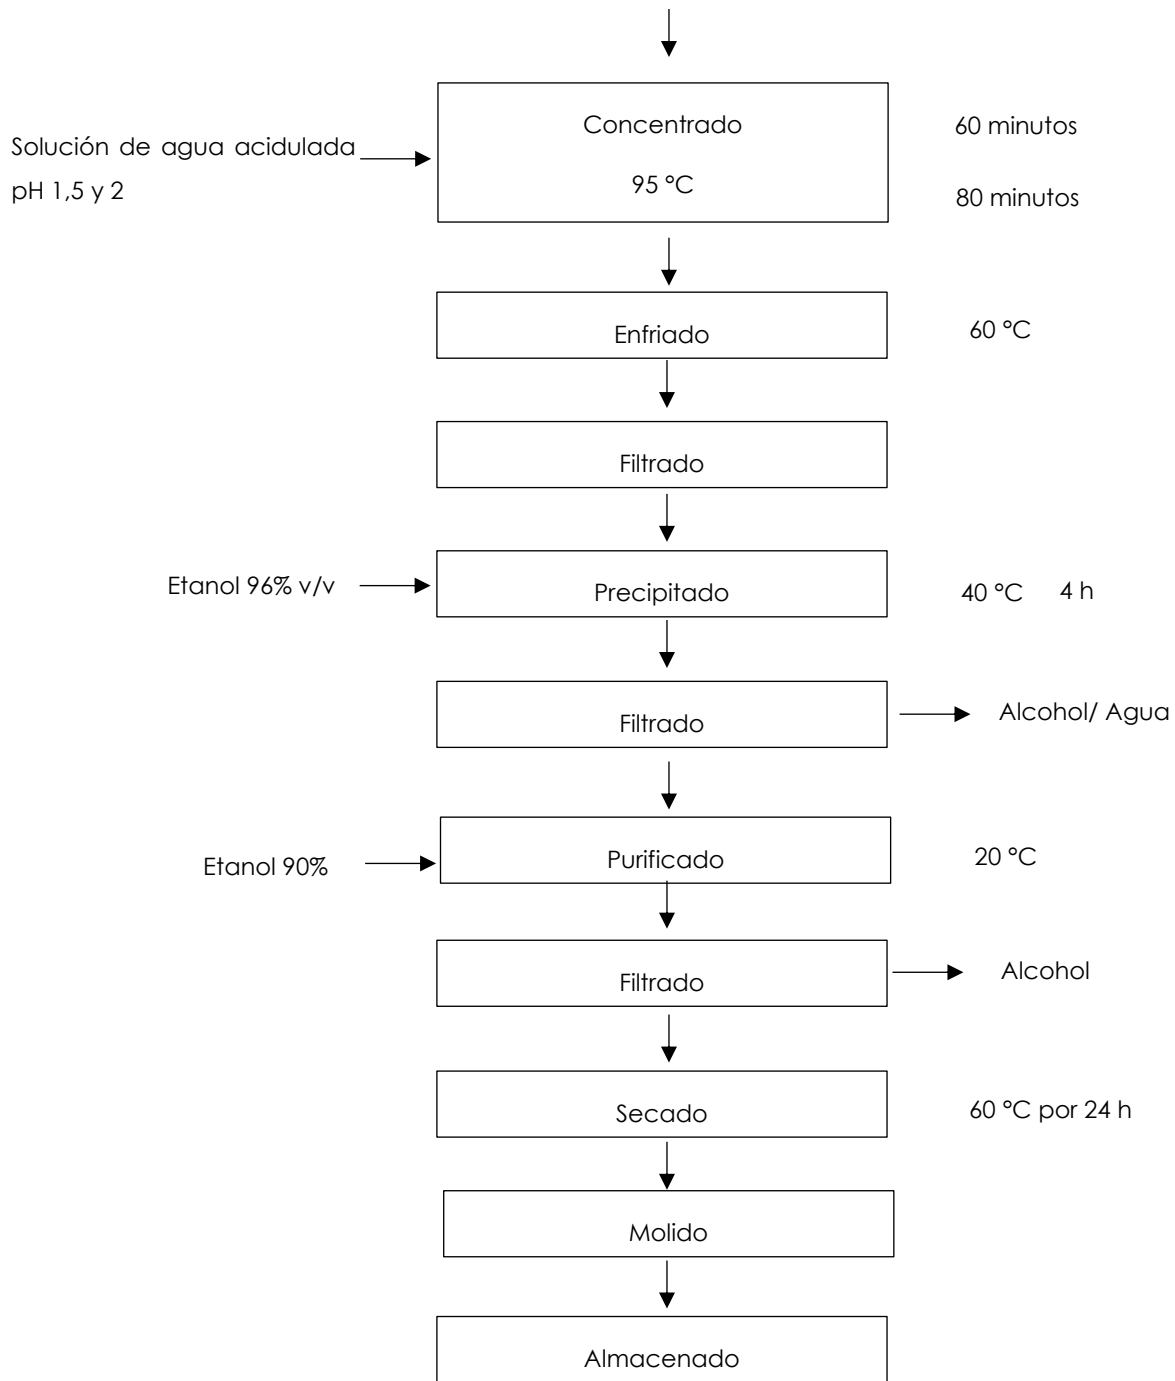 Concentrado
60 minutos
Solución de agua acidulada
pH 1,5 y 2
95 °C
80 minutos
Enfriado
60 °C
Filtrado
Etanol 96% v/v
Precipitado
40 °C
4 h
Filtrado
Alcohol/ Agua
Etanol 90%
Purificado
20 °C
Filtrado
Alcohol
Secado
60 °C por 24 h
Molido
Almacenado